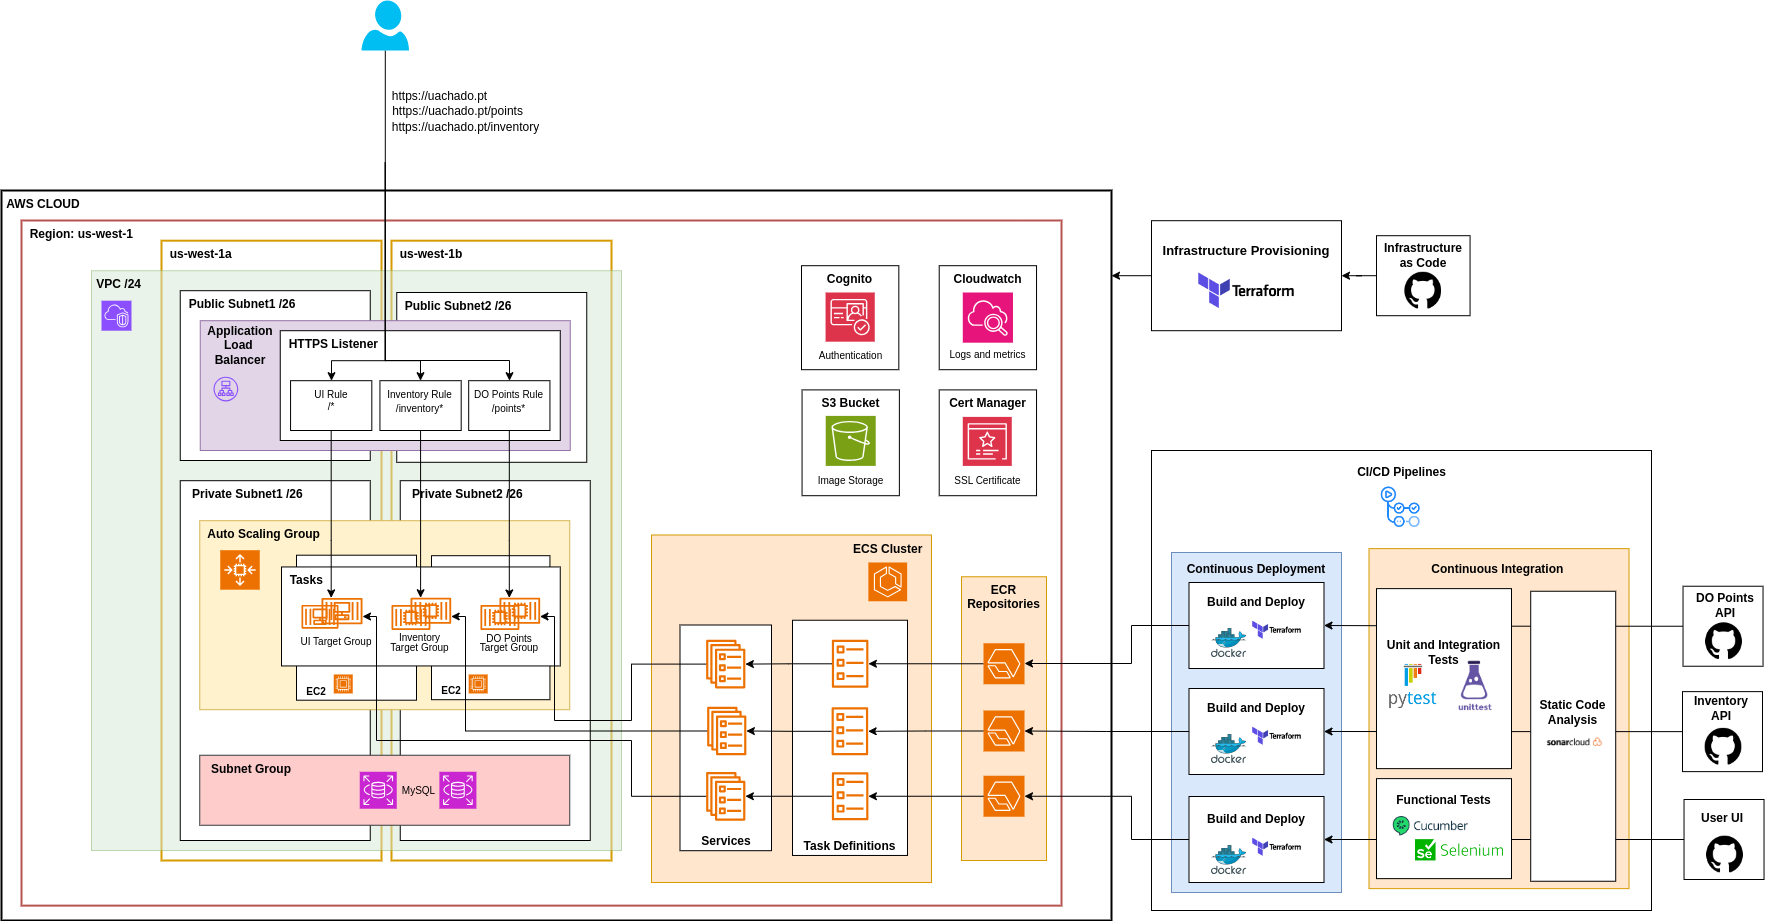 https://uachado.pt
https://uachado.pt/points
https://uachado.pt/inventory
AWS CLOUD
Region: us-west-1
us-west-1a
us-west-1b
VPC /24
Public Subnet1 /26
Public Subnet2 /26
Application
Load
Balancer
HTTPS Listener
UI Rule
/*
Inventory Rule
/inventory*
DO Points Rule
/points*
Private Subnet1 /26
Private Subnet2 /26
Auto Scaling Group
Tasks
UI Target Group
Inventory
Target Group
DO Points
Target Group
EC2
EC2
Subnet Group
MySQL
Cognito
Authentication
Cloudwatch
Logs and metrics
S3 Bucket
Image Storage
Cert Manager
SSL Certificate
ECS Cluster
Services
Task Definitions
ECR
Repositories
Infrastructure Provisioning
Terraform
Infrastructure
as Code
CI/CD Pipelines
Continuous Deployment
Build and Deploy
docker
Terraform
Build and Deploy
docker
Terraform
Build and Deploy
docker
Terraform
Continuous Integration
Unit and Integration
Tests
pytest
unittest
Functional Tests
Cucumber
Se Selenium
Static Code
Analysis
sonarcloud
DO Points
API
Inventory
API
User UI